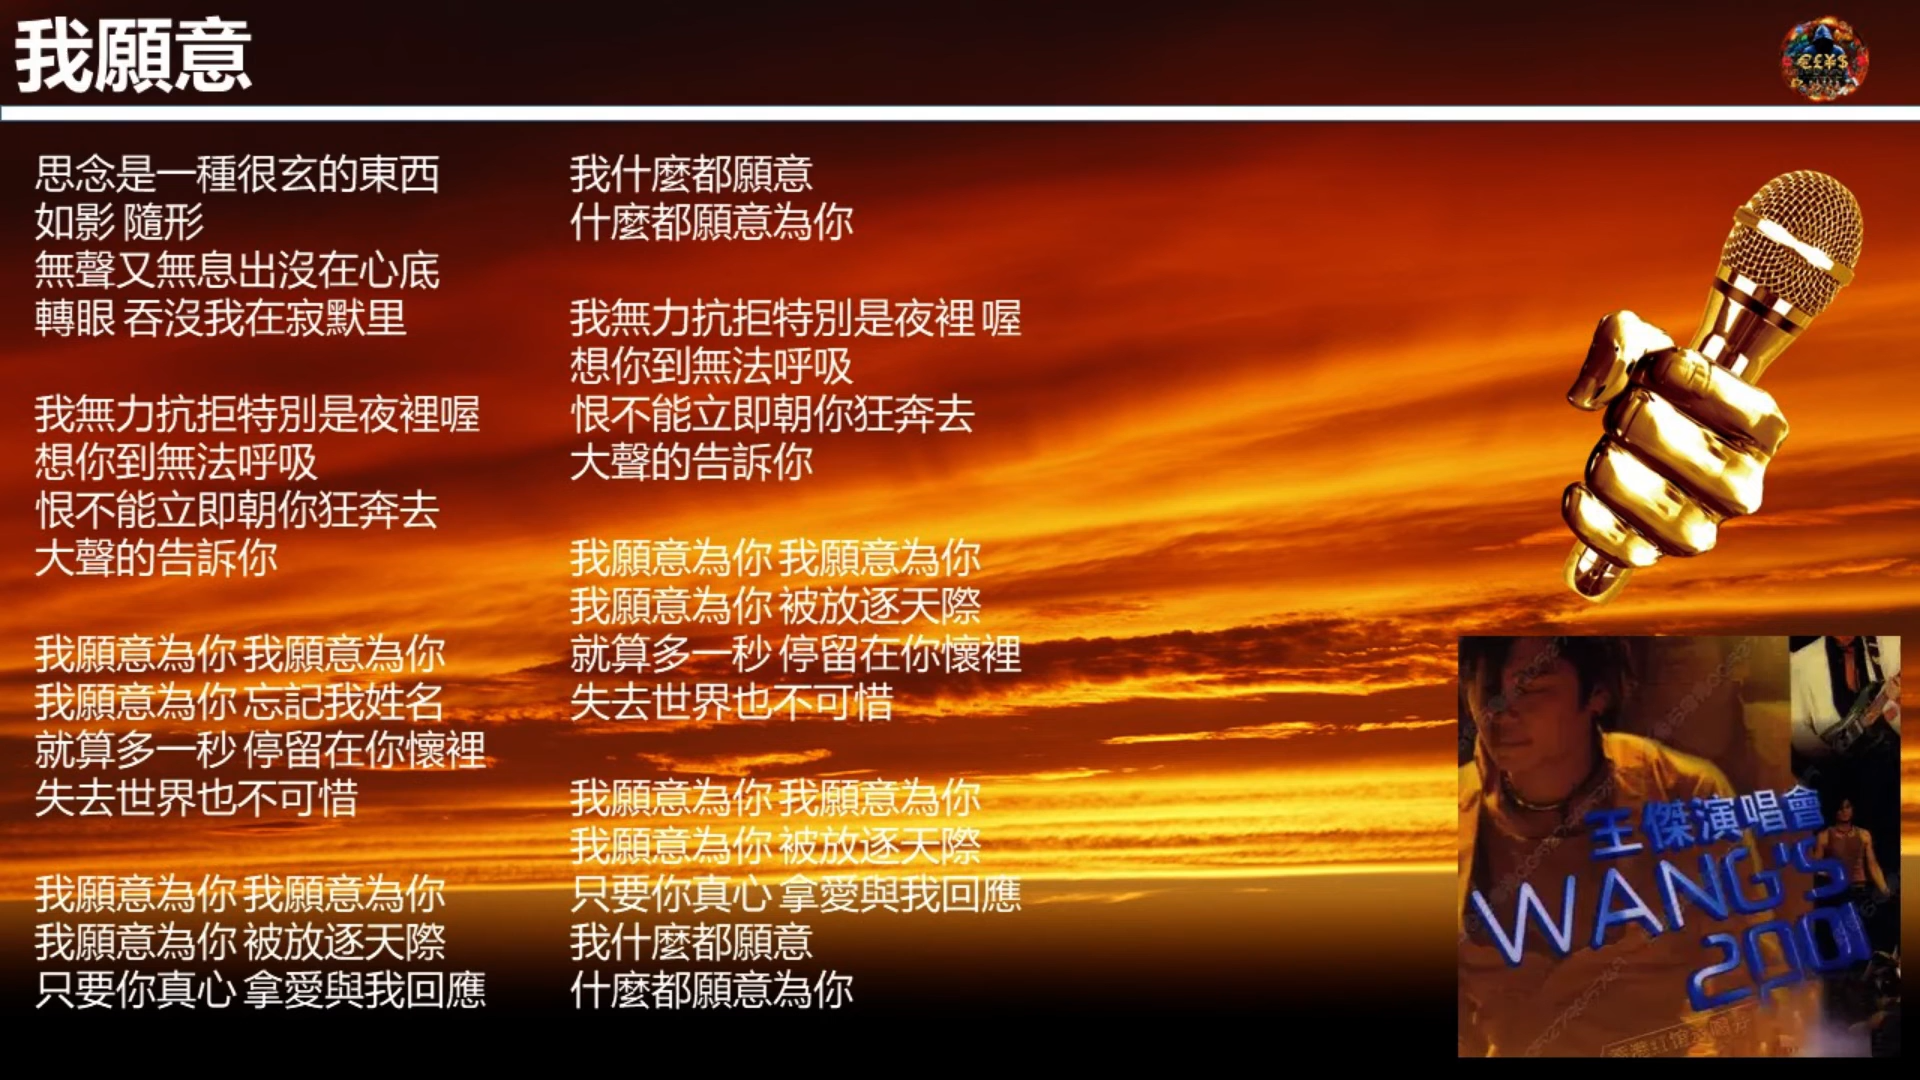 我願意
€£¥$
思念是一種很玄的東西
如影 隨形
無聲又無息出沒在心底
轉眼 吞沒我在寂默里
我無力抗拒特別是夜裡喔
想你到無法呼吸
恨不能立即朝你狂奔去
大聲的告訴你
我願意為你 我願意為你
我願意為你 忘記我姓名
就算多一秒 停留在你懷裡
失去世界也不可惜
我願意為你 我願意為你
我願意為你 被放逐天際
只要你真心 拿愛與我回應
我什麼都願意
什麼都願意為你
我無力抗拒特別是夜裡 喔
想你到無法呼吸
恨不能立即朝你狂奔去
大聲的告訴你
我願意為你 我願意為你
我願意為你 被放逐天際
就算多一秒 停留在你懷裡
失去世界也不可惜
我願意為你 我願意為你
我願意為你 被放逐天際
只要你真心 拿愛與我回應
我什麼都願意
什麼都願意為你
王傑演唱會
WANG'S
2001